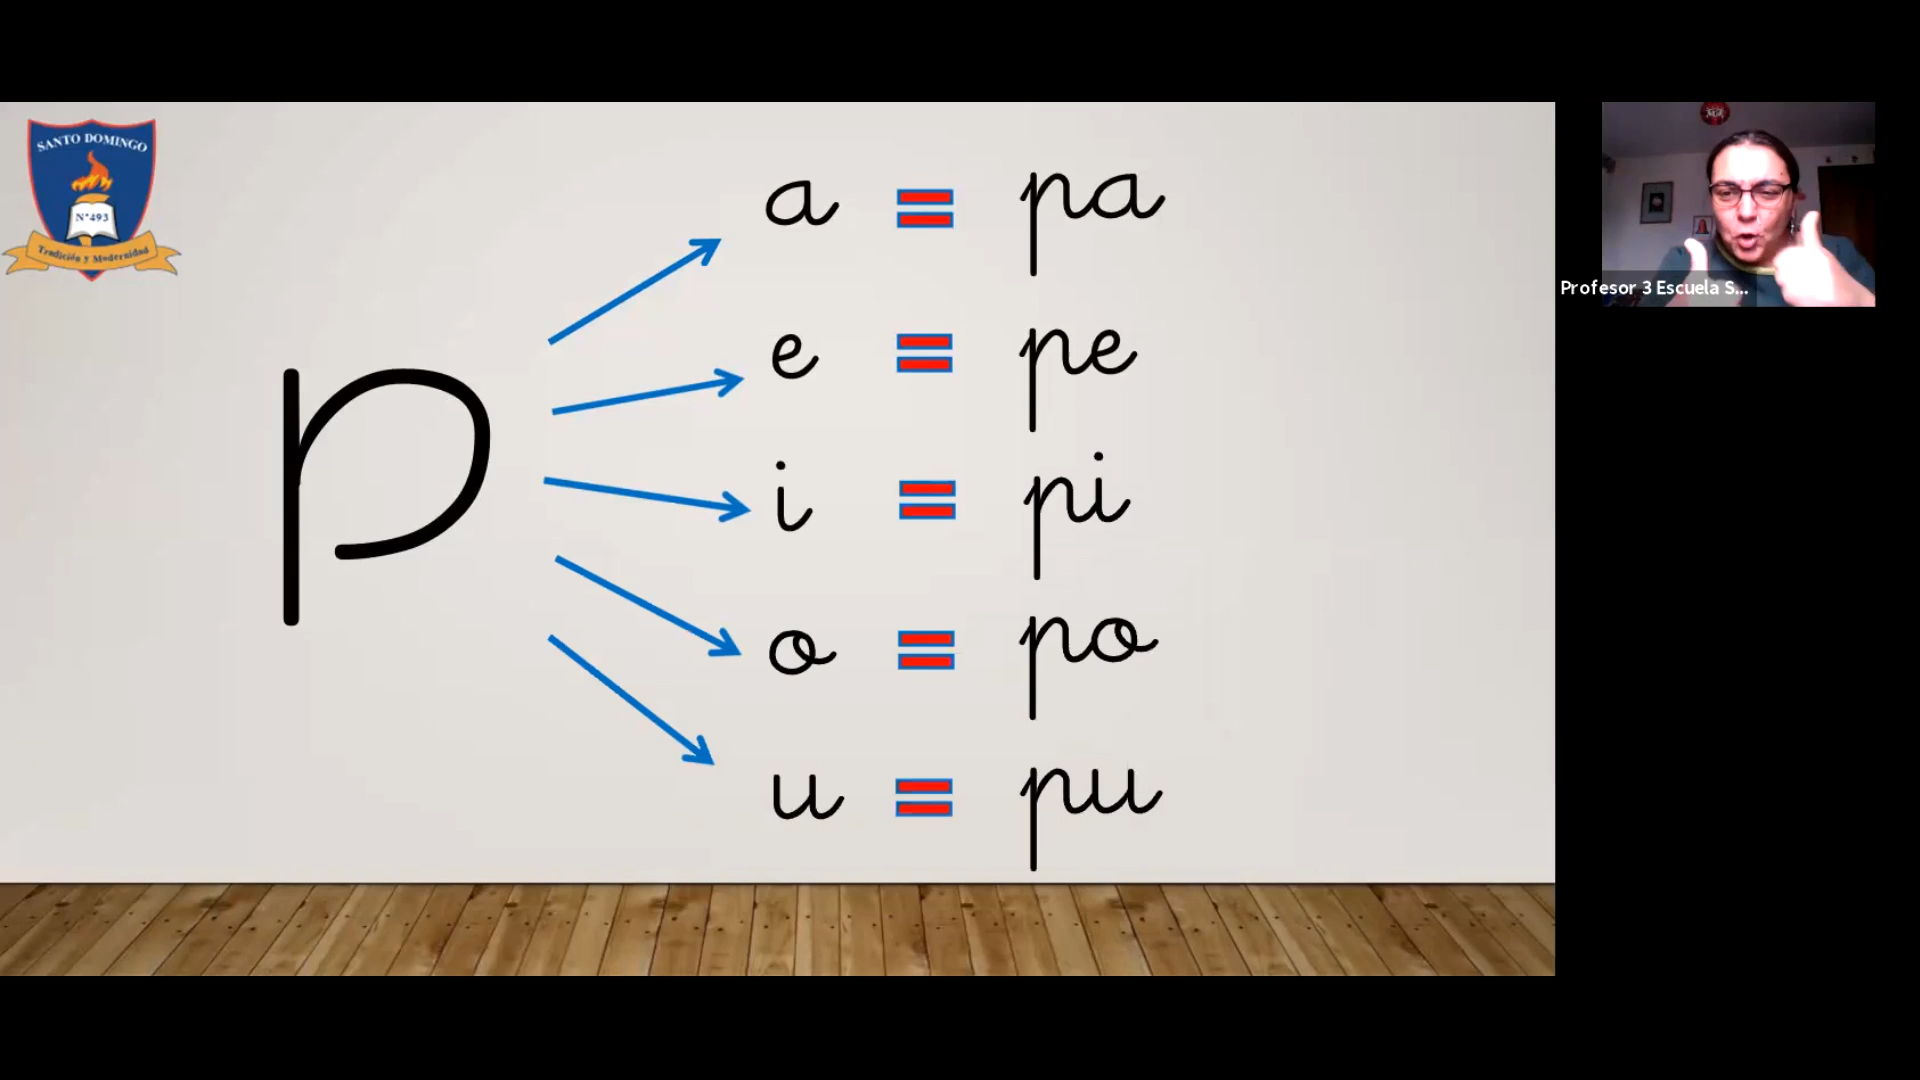 SANTO DOMINGO
N°493
Tradición y Modernidad
a = pa
e = pe
p
i = pi
o = po
u = pu
Profesor 3 Escuela S...